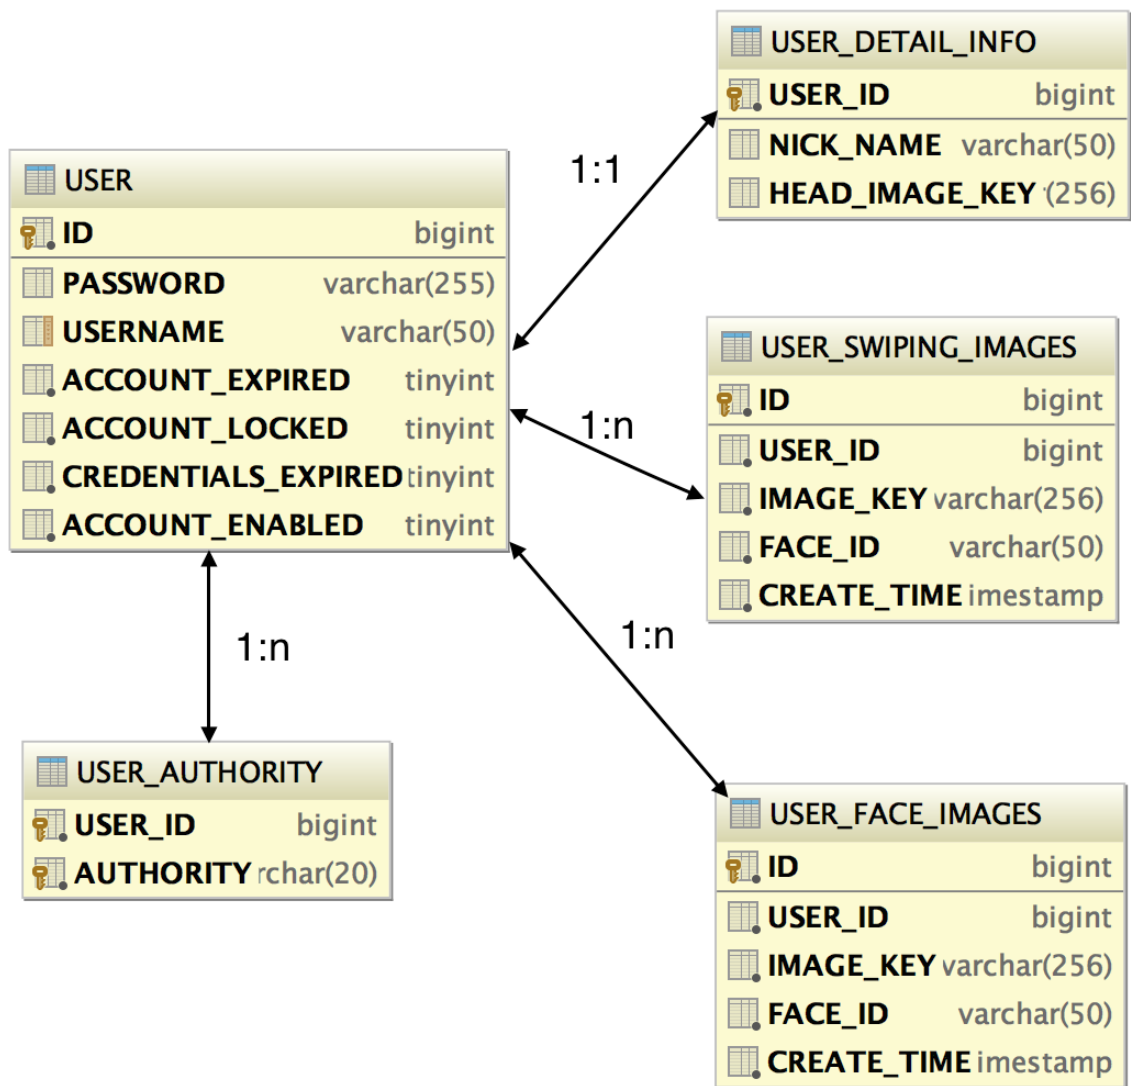 USER
ID bigint
PASSWORD varchar(255)
USERNAME varchar(50)
ACCOUNT_EXPIRED tinyint
ACCOUNT_LOCKED tinyint
CREDENTIALS_EXPIRED tinyint
ACCOUNT_ENABLED tinyint
1:1
USER_DETAIL_INFO
USER_ID bigint
NICK_NAME varchar(50)
HEAD_IMAGE_KEY (256)
1:n
USER_SWIPING_IMAGES
ID bigint
USER_ID bigint
IMAGE_KEY varchar(256)
FACE_ID varchar(50)
CREATE_TIME imestamp
1:n
USER_AUTHORITY
USER_ID bigint
AUTHORITY rchar(20)
1:n
USER_FACE_IMAGES
ID bigint
USER_ID bigint
IMAGE_KEY varchar(256)
FACE_ID varchar(50)
CREATE_TIME imestamp